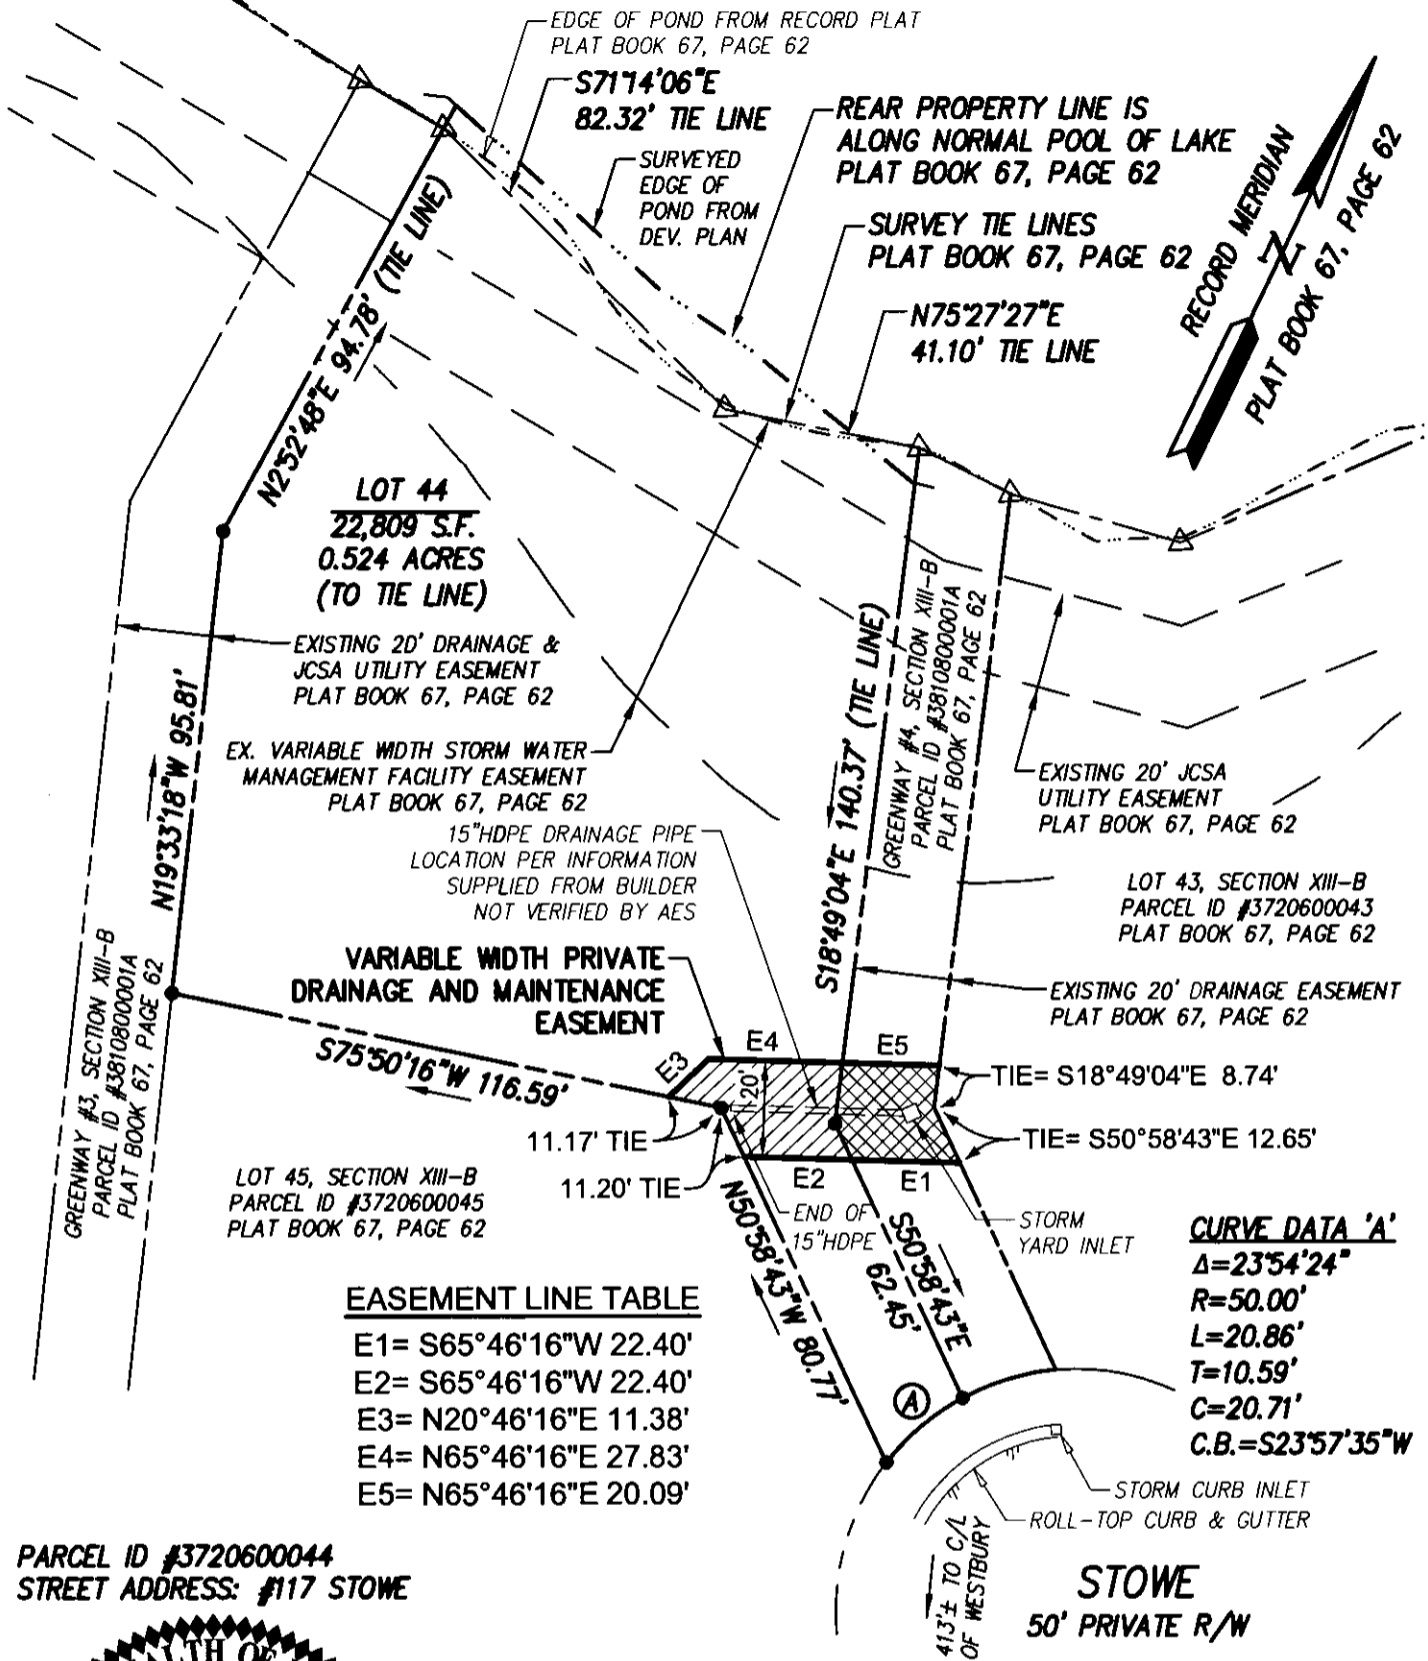 EDGE OF POND FROM RECORD PLAT
PLAT BOOK 67, PAGE 62
S71°14'06"E
82.32' TIE LINE
REAR PROPERTY LINE IS
ALONG NORMAL POOL OF LAKE
PLAT BOOK 67, PAGE 62
SURVEYED
EDGE OF
POND FROM
DEV. PLAN
SURVEY TIE LINES
PLAT BOOK 67, PAGE 62
N75°27'27"E
41.10' TIE LINE
RECORD MERIDIAN
N
PLAT BOOK 67, PAGE 62
N2°52'48"E 94.78' (TIE LINE)
LOT 44
22,809 S.F.
0.524 ACRES
(TO TIE LINE)
EXISTING 20' DRAINAGE &
JCSA UTILITY EASEMENT
PLAT BOOK 67, PAGE 62
N19°33'18"W 95.81'
EX. VARIABLE WIDTH STORM WATER
MANAGEMENT FACILITY EASEMENT
PLAT BOOK 67, PAGE 62
15"HDPE DRAINAGE PIPE
LOCATION PER INFORMATION
SUPPLIED FROM BUILDER
NOT VERIFIED BY AES
S18°49'04"E 140.37' (TIE LINE)
GREENWAY #4, SECTION XIII-B
PARCEL ID #3810800001A
PLAT BOOK 67, PAGE 62
EXISTING 20' JCSA
UTILITY EASEMENT
PLAT BOOK 67, PAGE 62
LOT 43, SECTION XIII-B
PARCEL ID #3720600043
PLAT BOOK 67, PAGE 62
EXISTING 20' DRAINAGE EASEMENT
PLAT BOOK 67, PAGE 62
GREENWAY #3, SECTION XIII-B
PARCEL ID #3810800001A
PLAT BOOK 67, PAGE 62
VARIABLE WIDTH PRIVATE
DRAINAGE AND MAINTENANCE
EASEMENT
S75°50'16"W 116.59'
E3
E4
E5
20'
TIE= S18°49'04"E 8.74'
TIE= S50°58'43"E 12.65'
11.17' TIE
11.20' TIE
E2
E1
LOT 45, SECTION XIII-B
PARCEL ID #3720600045
PLAT BOOK 67, PAGE 62
END OF
15"HDPE
STORM
YARD INLET
N50°58'43"W 80.77'
S50°58'43"E
62.45'
A
CURVE DATA 'A'
Δ=23°54'24"
R=50.00'
L=20.86'
T=10.59'
C=20.71'
C.B.=S23°57'35"W
EASEMENT LINE TABLE
E1= S65°46'16"W 22.40'
E2= S65°46'16"W 22.40'
E3= N20°46'16"E 11.38'
E4= N65°46'16"E 27.83'
E5= N65°46'16"E 20.09'
STORM CURB INLET
ROLL-TOP CURB & GUTTER
413'± TO C/L
OF WESTBURY
STOWE
50' PRIVATE R/W
PARCEL ID #3720600044
STREET ADDRESS: #117 STOWE